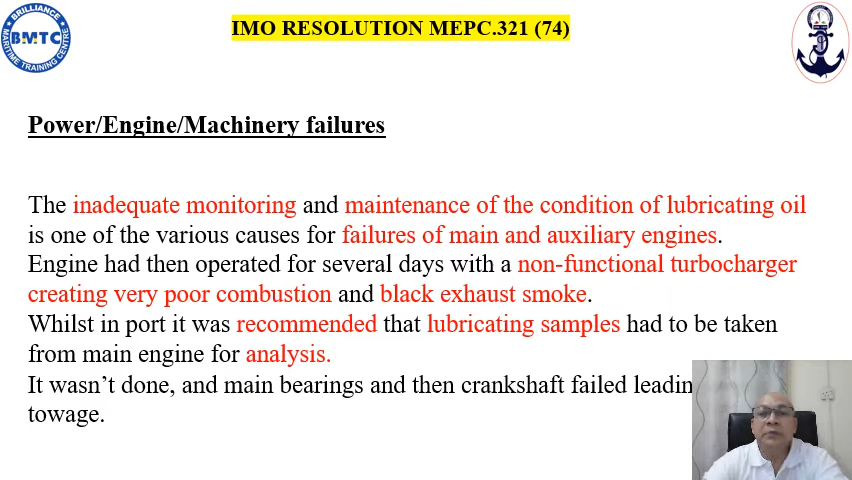 IMO RESOLUTION MEPC.321 (74)
BRILLIANCE
BMTC
MARITIME TRAINING CENTRE
Power/Engine/Machinery failures
The inadequate monitoring and maintenance of the condition of lubricating oil
is one of the various causes for failures of main and auxiliary engines.
Engine had then operated for several days with a non-functional turbocharger
creating very poor combustion and black exhaust smoke.
Whilst in port it was recommended that lubricating samples had to be taken
from main engine for analysis.
It wasn’t done, and main bearings and then crankshaft failed leadin
towage.